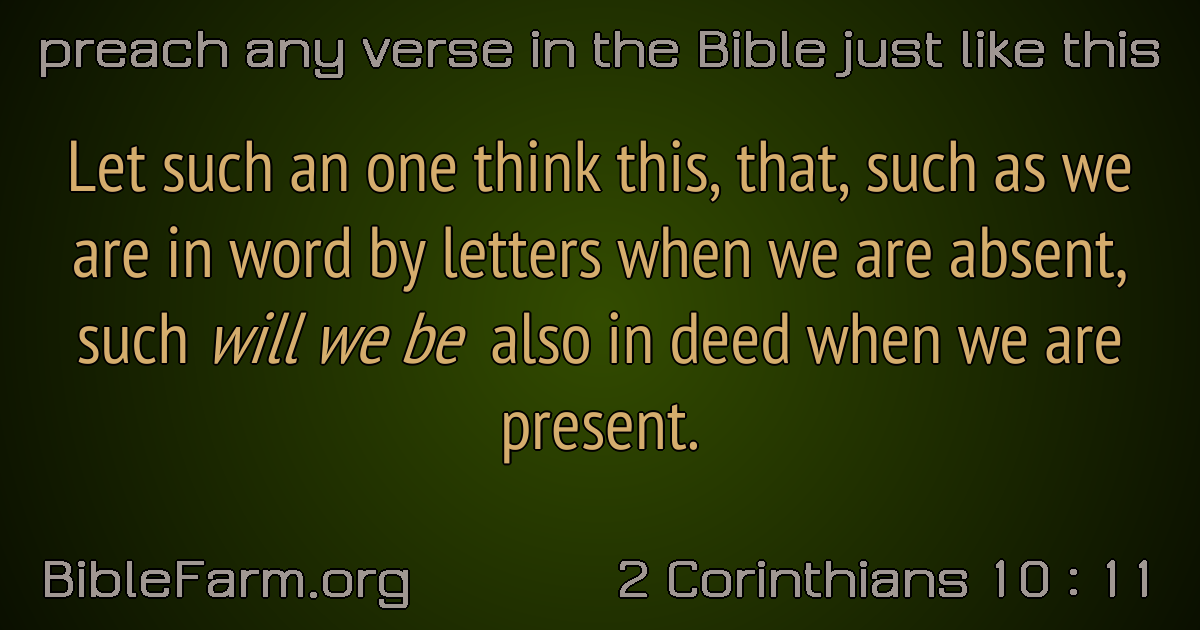 preach any verse in the Bible just like this
Let such an one think this, that, such as we
are in word by letters when we are absent,
such will we be also in deed when we are
present.
BibleFarm.org
2 Corinthians 10 : 11